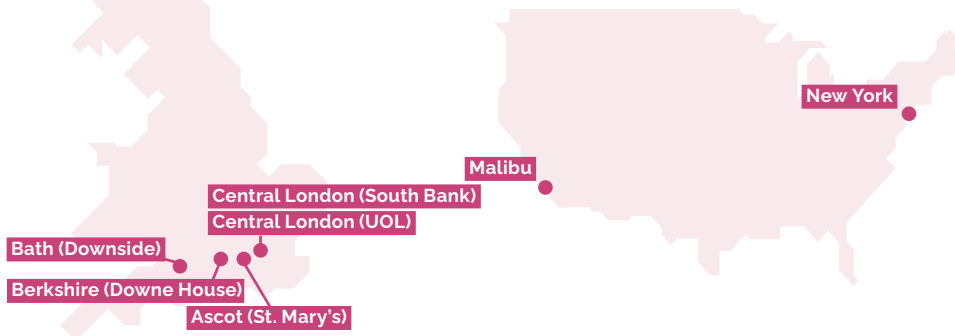 New York
Malibu
Central London (South Bank)
Central London (UOL)
Bath (Downside)
Berkshire (Downe House)
Ascot (St. Mary’s)